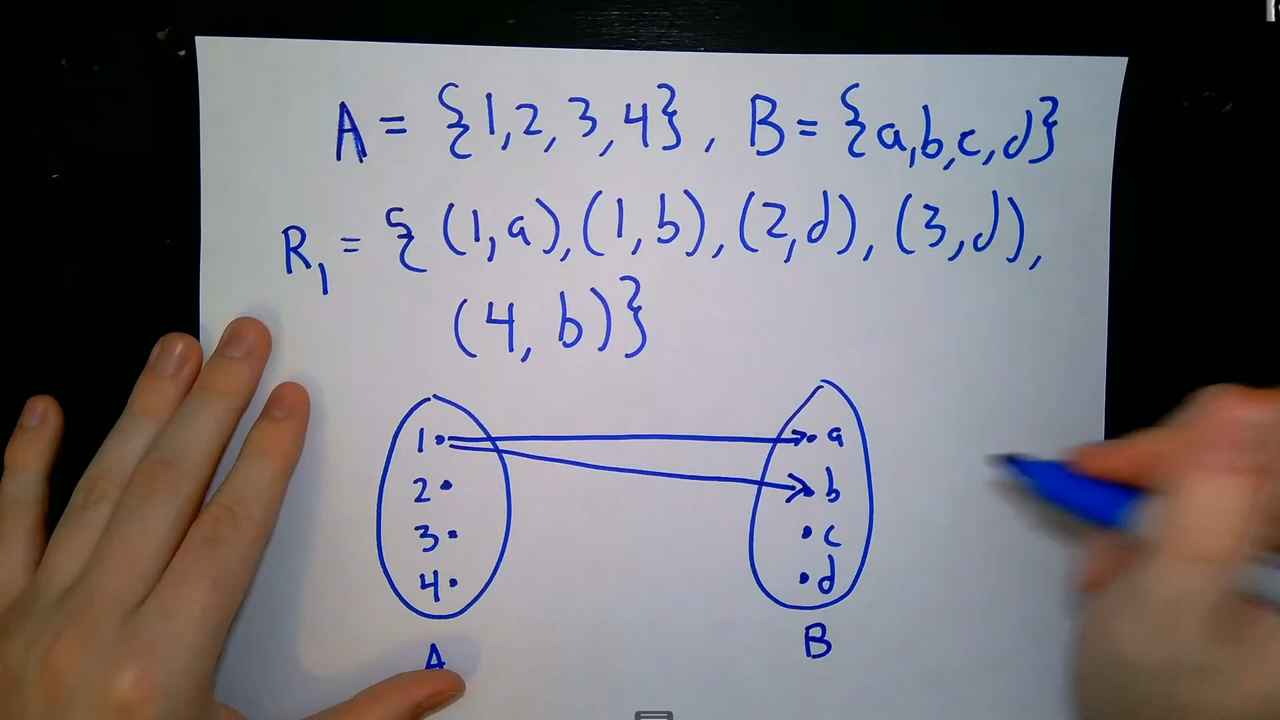 A = {1,2,3,4}, B = {a,b,c,d}
R₁ = {(1,a),(1,b),(2,d),(3,d),
(4,b)}
1 a
2 b
3 c
4 d
A B